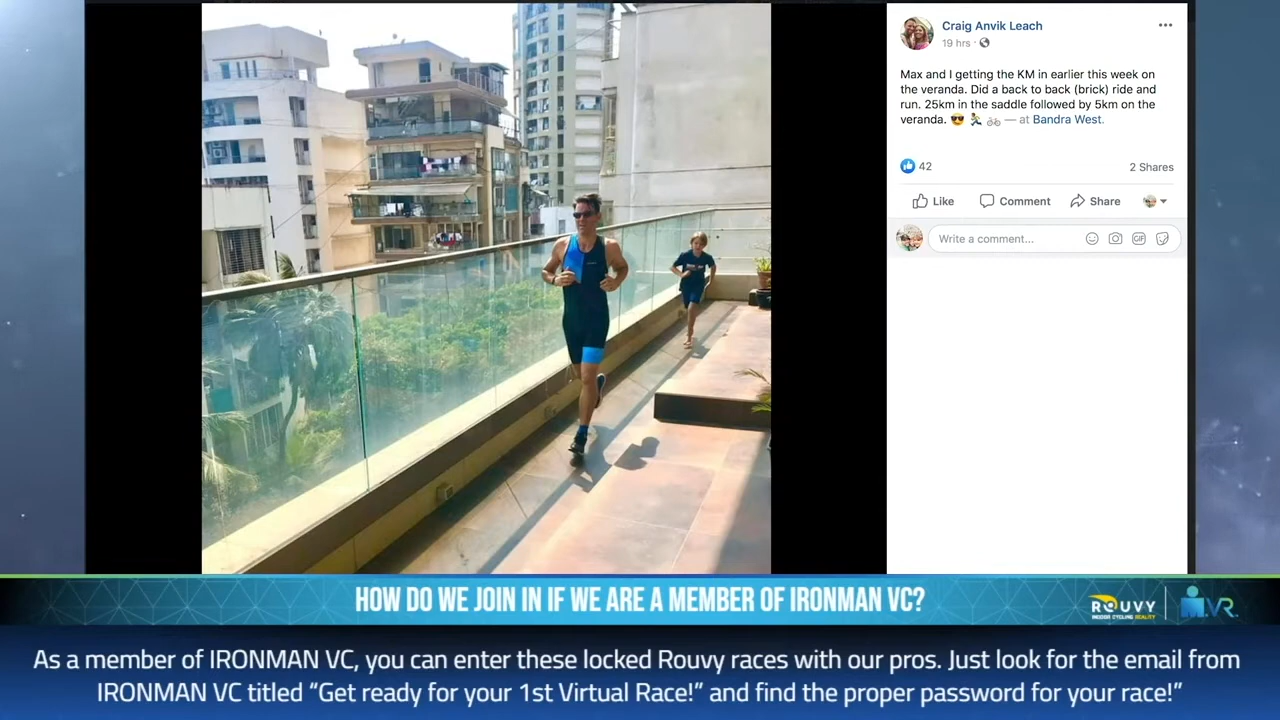 Craig Anvik Leach
19 hrs ·
Max and I getting the KM in earlier this week on
the veranda. Did a back to back (brick) ride and
run. 25km in the saddle followed by 5km on the
veranda. 😎 🏃 🚲 — at Bandra West.
42
2 Shares
Like Comment Share
Write a comment...
GIF
HOW DO WE JOIN IN IF WE ARE A MEMBER OF IRONMAN VC?
ROUVY
INDOOR CYCLING REALITY
VR
As a member of IRONMAN VC, you can enter these locked Rouvy races with our pros. Just look for the email from
IRONMAN VC titled “Get ready for your 1st Virtual Race!” and find the proper password for your race!”